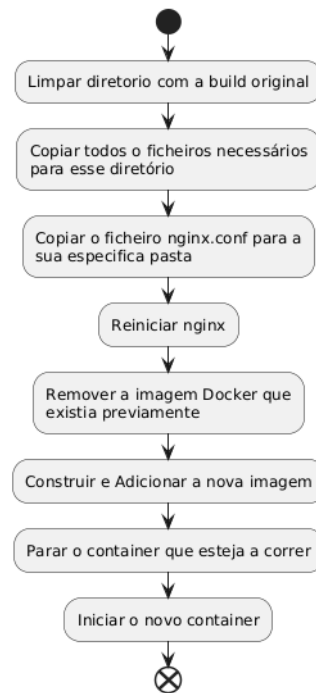 Limpar diretorio com a build original
Copiar todos o ficheiros necessários
para esse diretório
Copiar o ficheiro nginx.conf para a
sua especifica pasta
Reiniciar nginx
Remover a imagem Docker que
existia previamente
Construir e Adicionar a nova imagem
Parar o container que esteja a correr
Iniciar o novo container